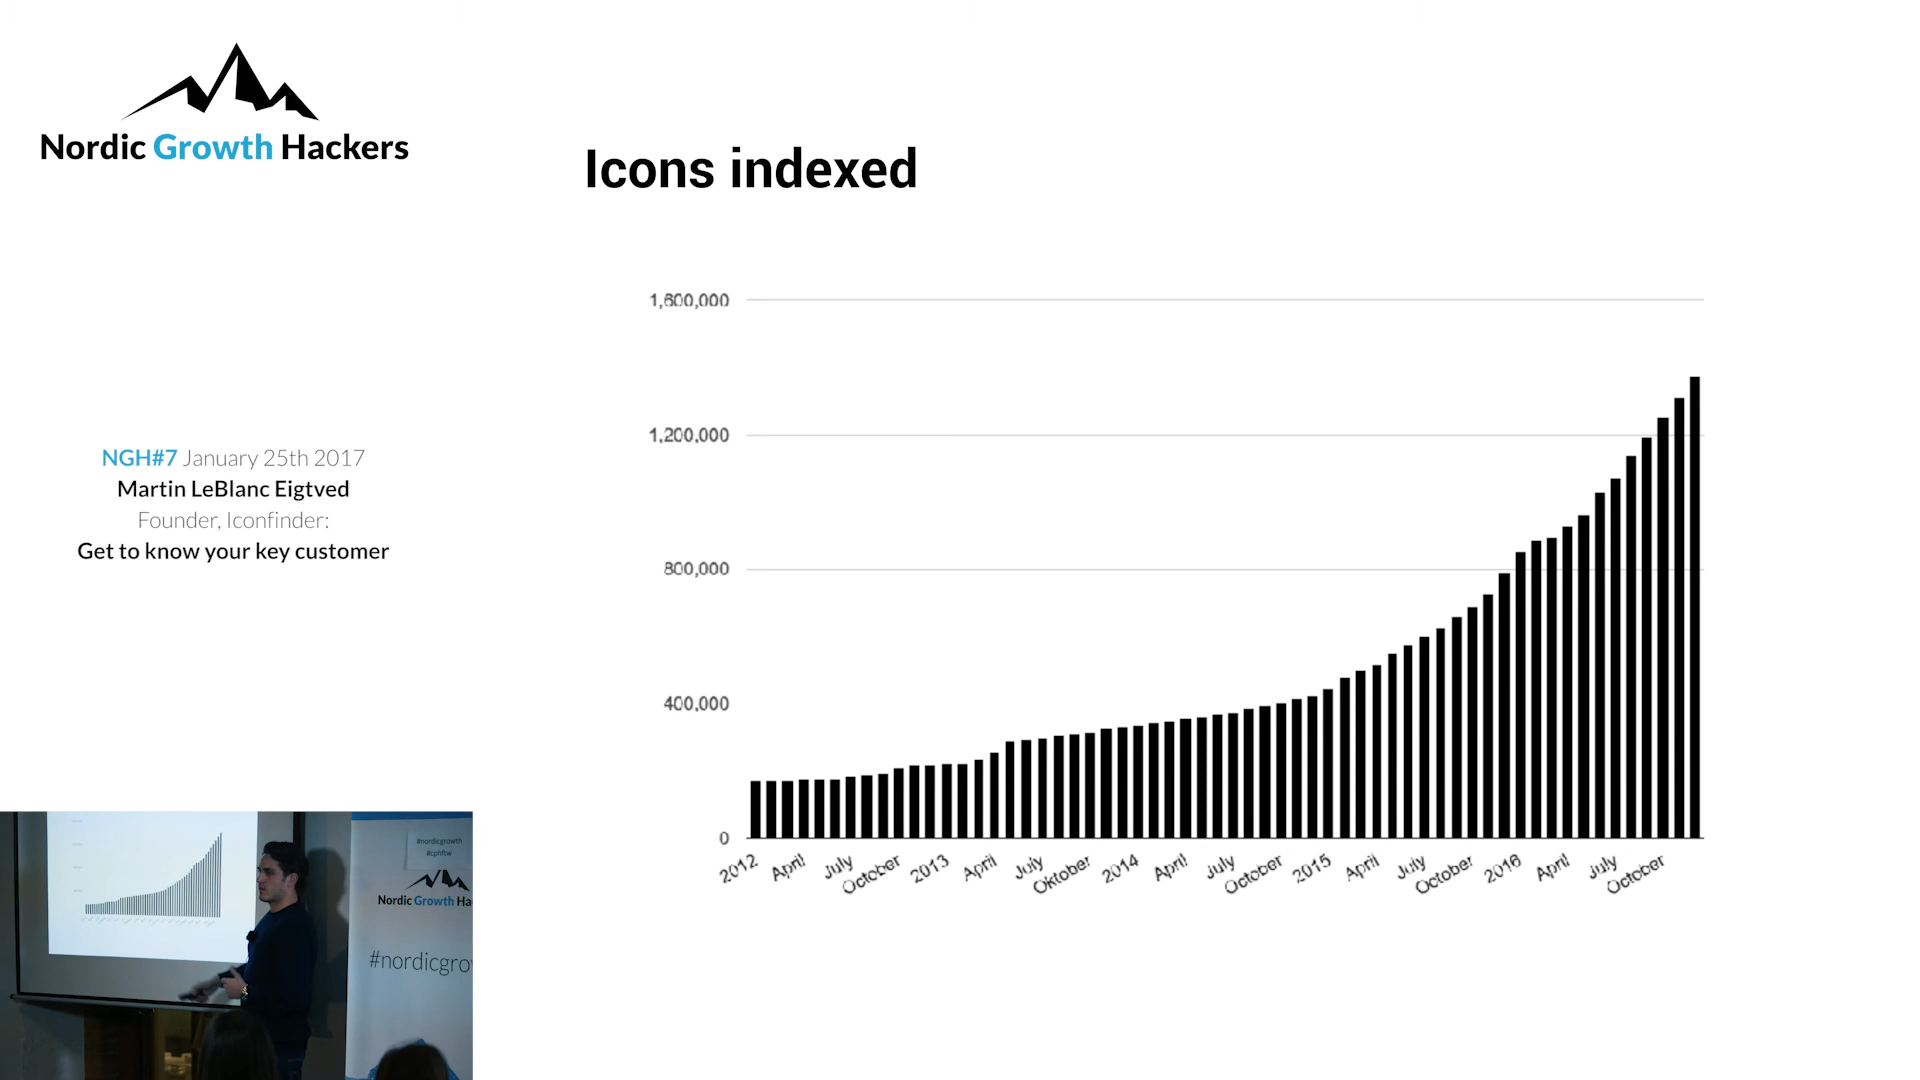 Nordic Growth Hackers
Icons indexed
NGH#7 January 25th 2017
Martin LeBlanc Eigtved
Founder, Iconfinder:
Get to know your key customer
1,600,000
1,200,000
800,000
400,000
0
2012 April July October 2013 April July Oktober 2014 April July October 2015 April July October 2016 April July October
#nordicgrowth
#cphftw
Nordic Growth Ha
#nordicgro